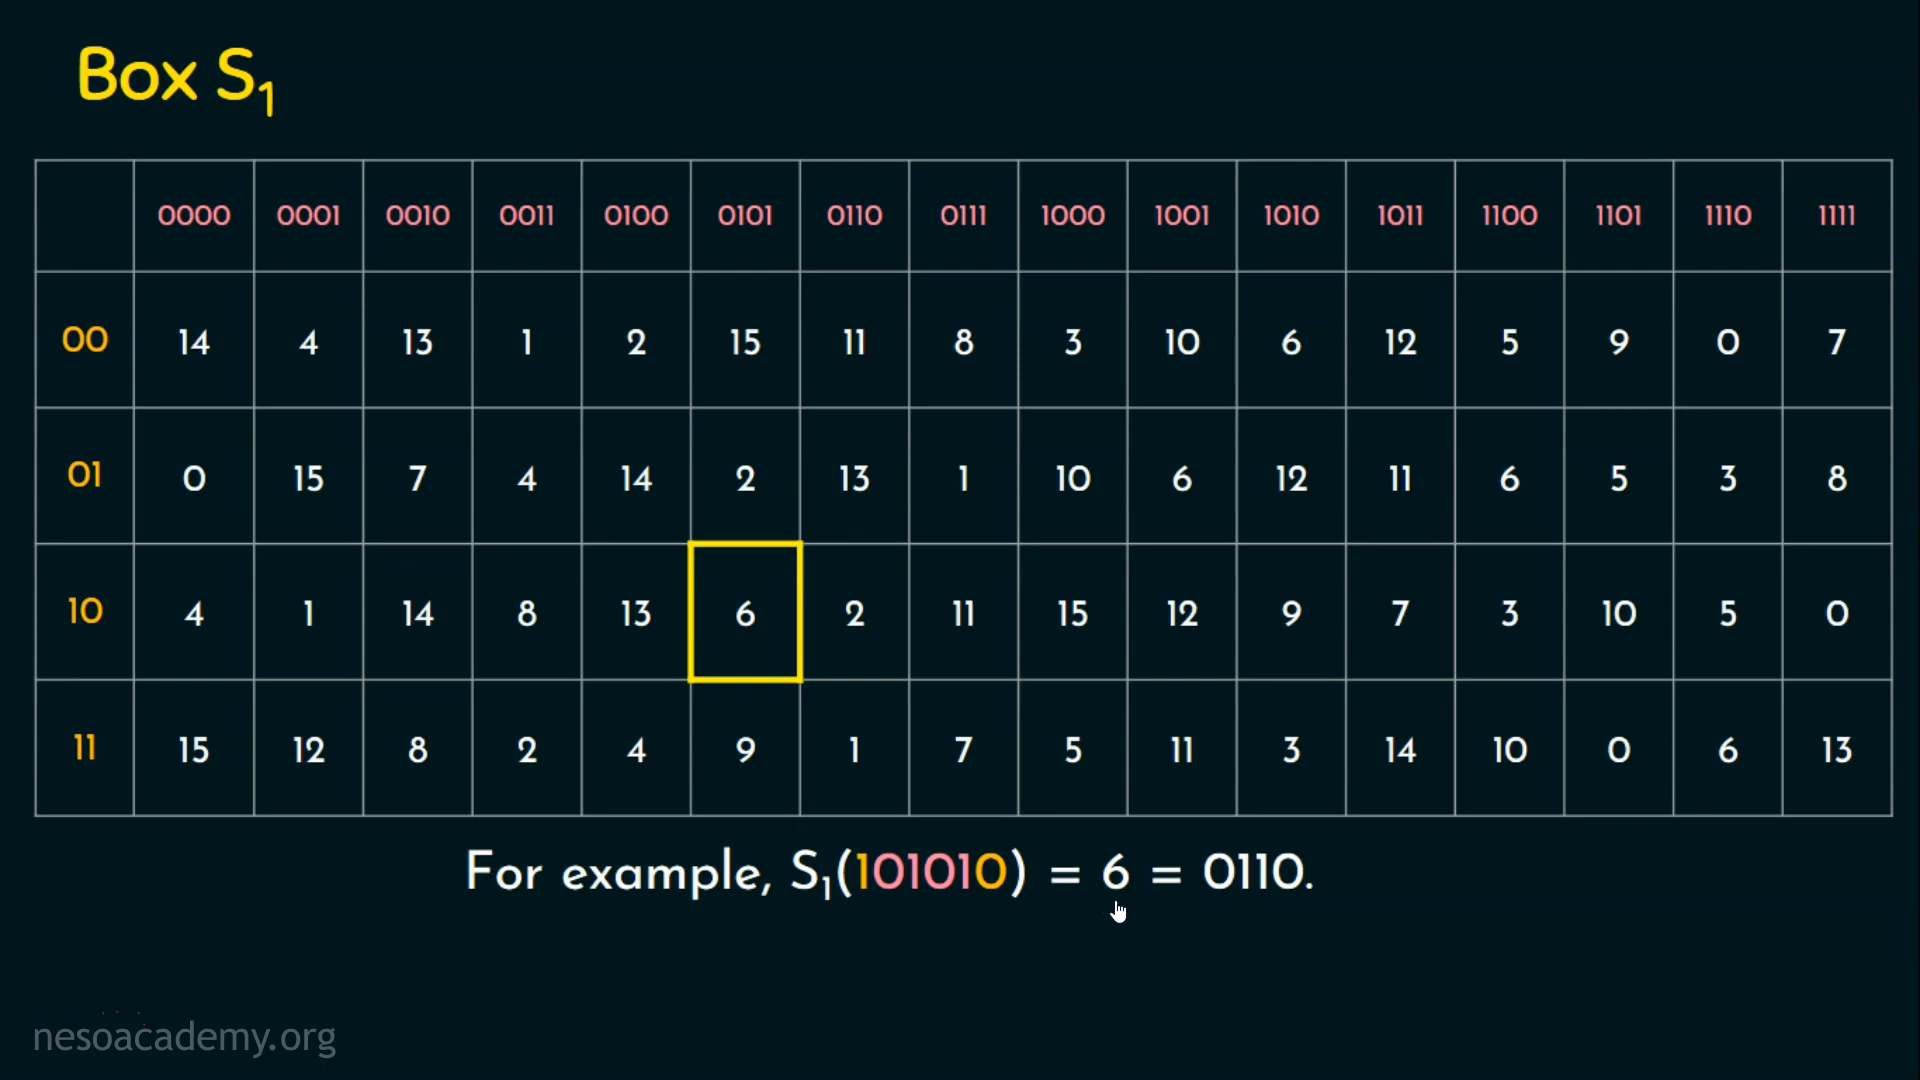 Box S₁
0000 0001 0010 0011 0100 0101 0110 0111 1000 1001 1010 1011 1100 1101 1110 1111
00 14 4 13 1 2 15 11 8 3 10 6 12 5 9 0 7
01 0 15 7 4 14 2 13 1 10 6 12 11 6 5 3 8
10 4 1 14 8 13 6 2 11 15 12 9 7 3 10 5 0
11 15 12 8 2 4 9 1 7 5 11 3 14 10 0 6 13
For example, S₁(101010) = 6 = 0110.
nesoacademy.org